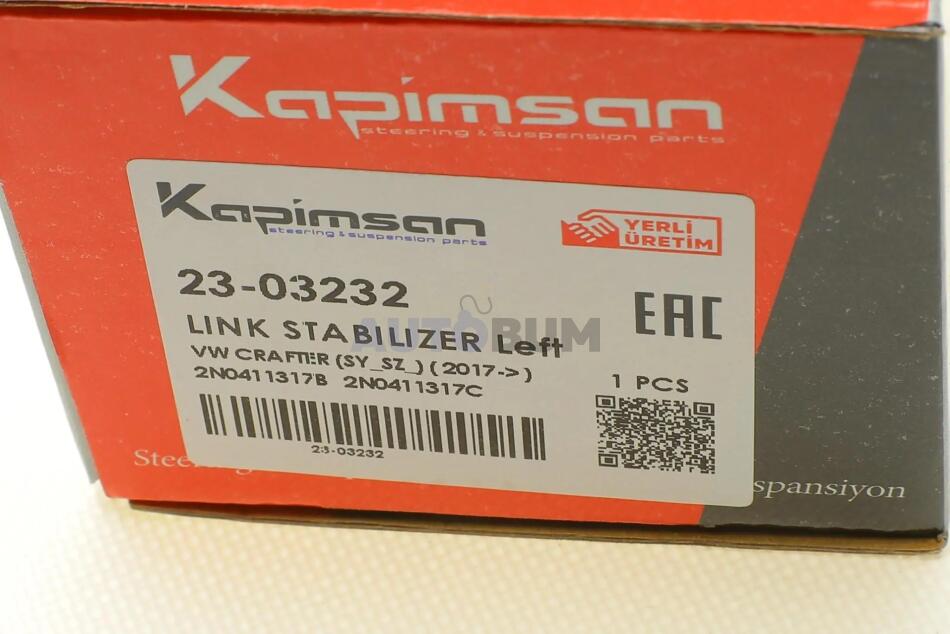 Kapimsan
steering & suspension parts
Kapimsan
steering & suspension parts
YERLİ
ÜRETİM
23-03232
EAC
AUTOBUM
LINK STABILIZER Left
VW CRAFTER (SY_SZ_) (2017->)
2N0411317B 2N0411317C
1 PCS
23-03232
spansiyon